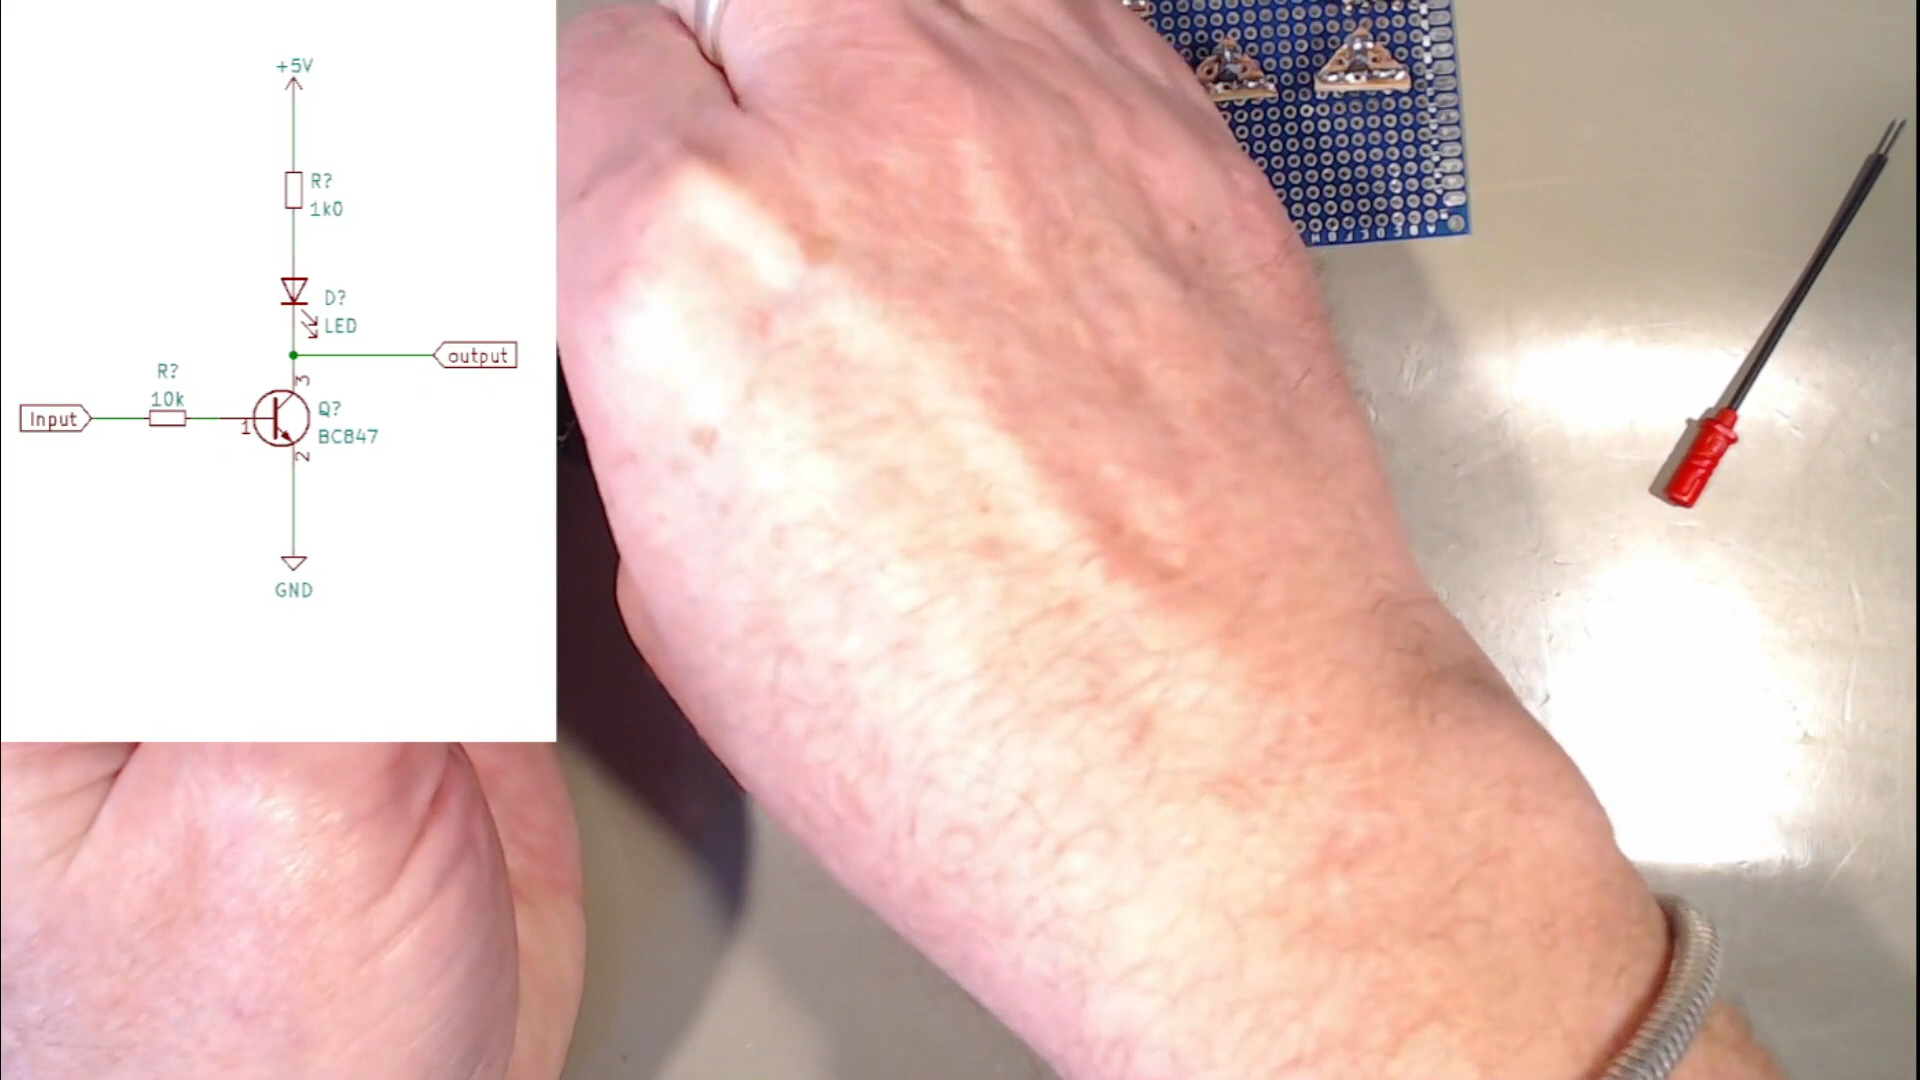 +5V
R?
1k0
D?
LED
output
R?
10k
Input
3
1
Q?
BC847
2
GND